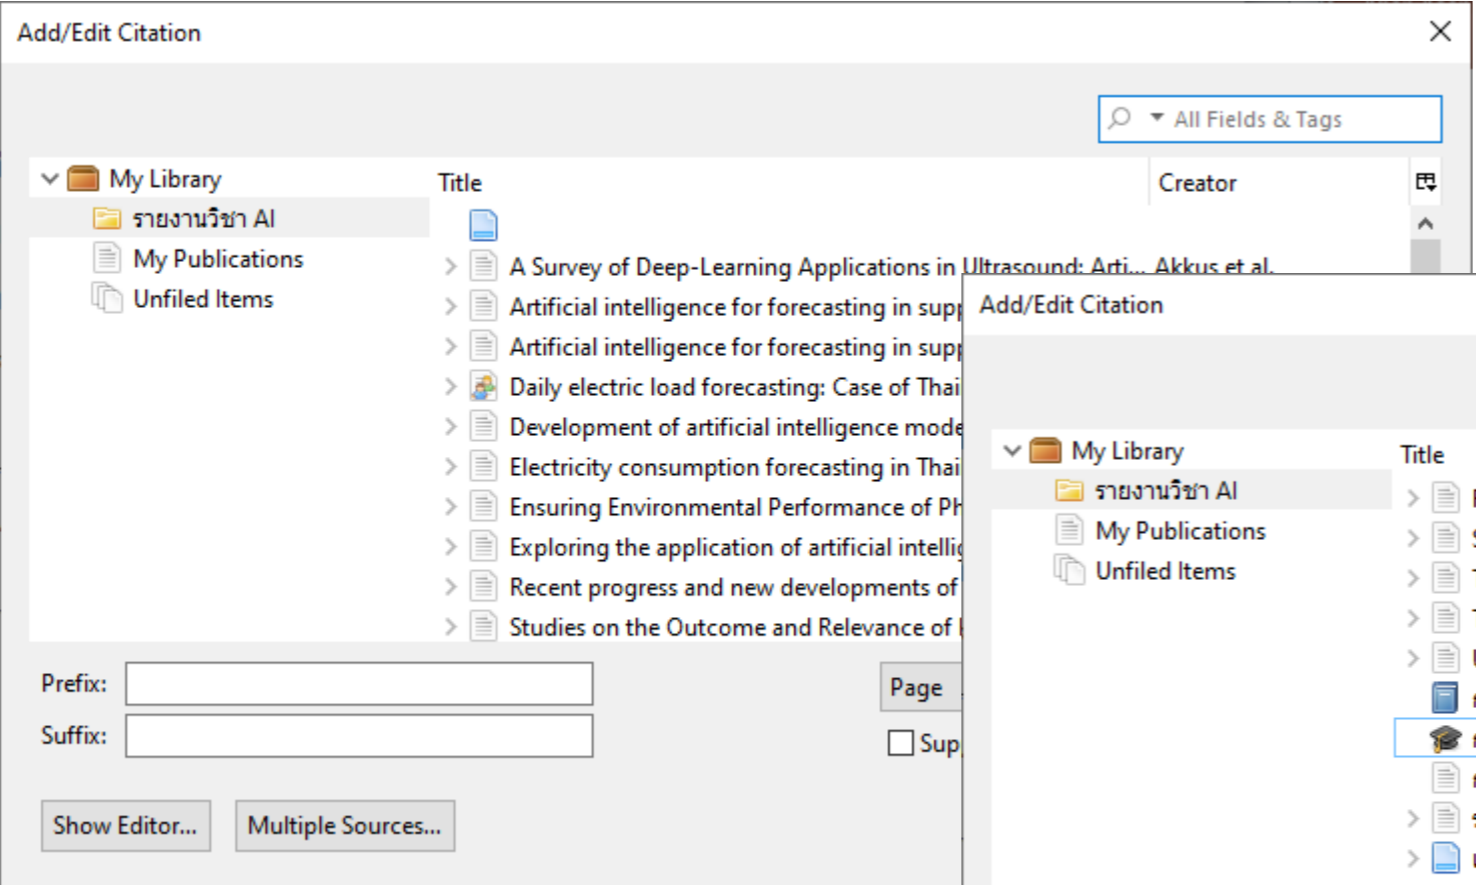 Add/Edit Citation
All Fields & Tags
My Library
รายงานวิชา AI
My Publications
Unfiled Items
Title
Creator
A Survey of Deep-Learning Applications in Ultrasound: Arti... Akkus et al.
Artificial intelligence for forecasting in supp
Artificial intelligence for forecasting in supp
Daily electric load forecasting: Case of Thai
Development of artificial intelligence mode
Electricity consumption forecasting in Thai
Ensuring Environmental Performance of Ph
Exploring the application of artificial intellig
Recent progress and new developments of
Studies on the Outcome and Relevance of
Prefix:
Page
Suffix:
Sup
Show Editor...
Multiple Sources...
Add/Edit Citation
My Library
รายงานวิชา AI
My Publications
Unfiled Items
Title